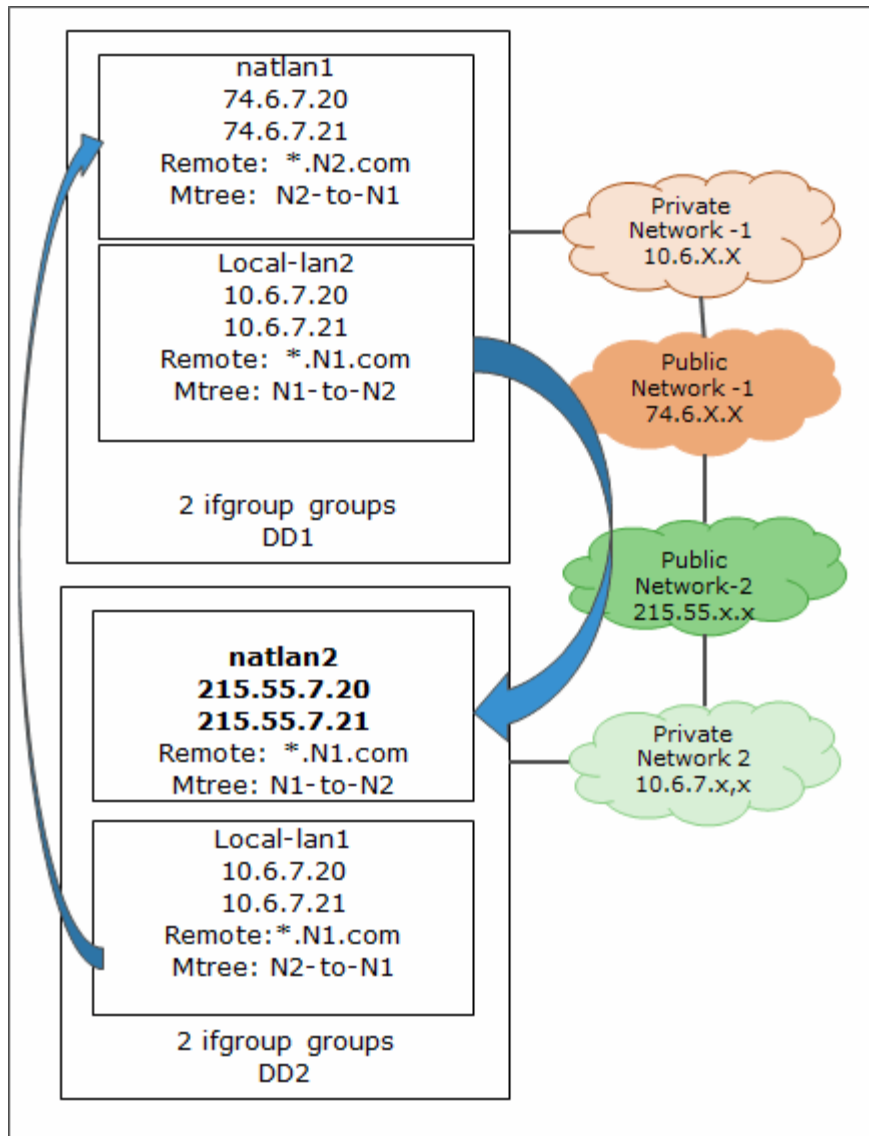 natlan1
74.6.7.20
74.6.7.21
Remote: *.N2.com
Mtree: N2-to-N1
Local-lan2
10.6.7.20
10.6.7.21
Remote: *.N1.com
Mtree: N1-to-N2
2 ifgroup groups
DD1
natlan2
215.55.7.20
215.55.7.21
Remote: *.N1.com
Mtree: N1-to-N2
Local-lan1
10.6.7.20
10.6.7.21
Remote:*.N1.com
Mtree: N2-to-N1
2 ifgroup groups
DD2
Private
Network -1
10.6.X.X
Public
Network -1
74.6.X.X
Public
Network-2
215.55.x.x
Private
Network 2
10.6.7.x,x